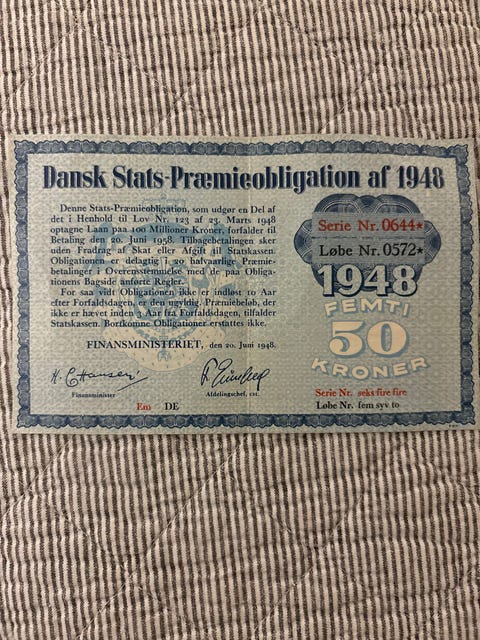 Dansk Stats-Præmieobligation af 1948
Denne Stats-Præmieobligation, som udgør en Del af
det i Henhold til Lov Nr. 123 af 23. Marts 1948
optagne Laan paa 100 Millioner Kroner, forfalder til
Betaling den 20. Juni 1958. Tilbagebetalingen sker
uden Fradrag af Skat eller Afgift til Statskassen.
Obligationen er delagtig i 20 halvaarlige Præmie-
betalinger i Overensstemmelse med de paa Obliga-
tionens Bagside anførte Regler.
For saa vidt Obligationen ikke er indløst 10 Aar
efter Forfaldsdagen, er den ugyldig. Præmiebeløb, der
ikke er hævet inden 3 Aar fra Forfaldsdagen, tilfalder
Statskassen. Bortkomne Obligationer erstattes ikke.
FINANSMINISTERIET, den 20. Juni 1948.
H. C. Hansen
Finansminister
Afdelingschef, cst.
Em DE
Serie Nr. 0644*
Løbe Nr. 0572*
1948
FEMTI
50
KRONER
Serie Nr. seks fire fire
Løbe Nr. fem syv to